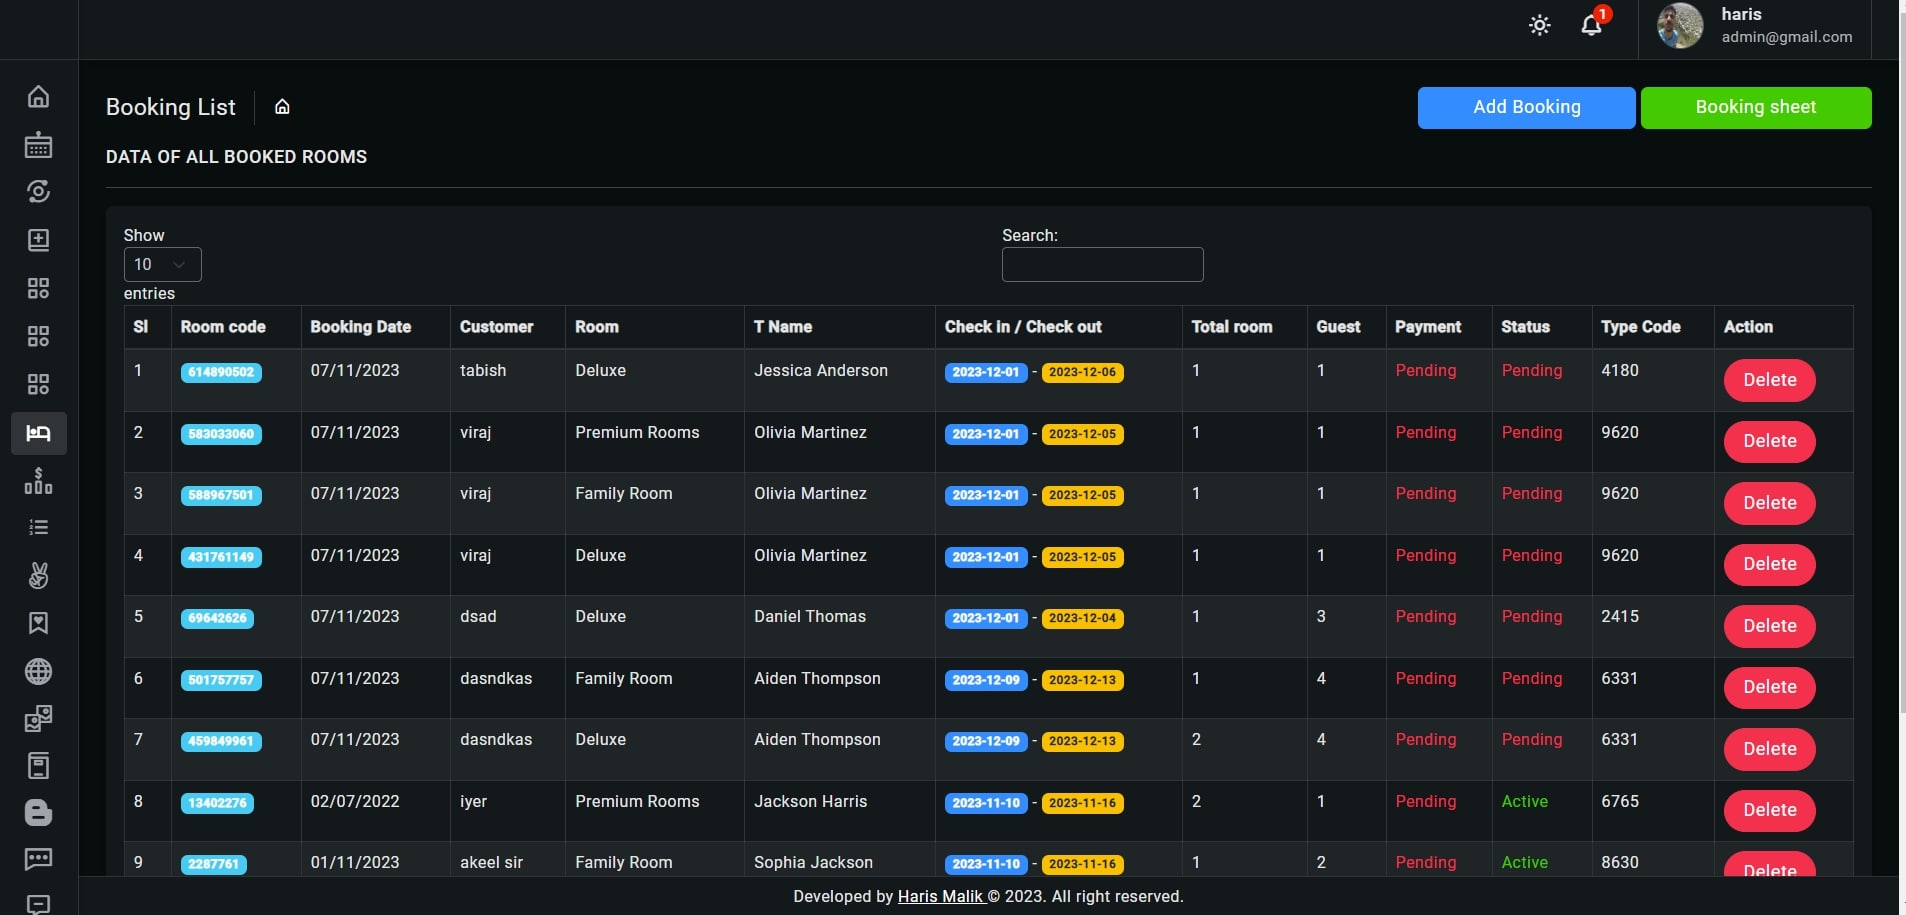 1
haris
admin@gmail.com
Booking List
Add Booking
Booking sheet
DATA OF ALL BOOKED ROOMS
Show
Search:
10
entries
Sl Room code Booking Date Customer Room T Name Check in / Check out Total room Guest Payment Status Type Code Action
1 614890502 07/11/2023 tabish Deluxe Jessica Anderson 2023-12-01 - 2023-12-06 1 1 Pending Pending 4180 Delete
2 583033060 07/11/2023 viraj Premium Rooms Olivia Martinez 2023-12-01 - 2023-12-05 1 1 Pending Pending 9620 Delete
3 588967501 07/11/2023 viraj Family Room Olivia Martinez 2023-12-01 - 2023-12-05 1 1 Pending Pending 9620 Delete
4 431761149 07/11/2023 viraj Deluxe Olivia Martinez 2023-12-01 - 2023-12-05 1 1 Pending Pending 9620 Delete
5 69642626 07/11/2023 dsad Deluxe Daniel Thomas 2023-12-01 - 2023-12-04 1 3 Pending Pending 2415 Delete
6 501757757 07/11/2023 dasndkas Family Room Aiden Thompson 2023-12-09 - 2023-12-13 1 4 Pending Pending 6331 Delete
7 459849961 07/11/2023 dasndkas Deluxe Aiden Thompson 2023-12-09 - 2023-12-13 2 4 Pending Pending 6331 Delete
8 13402276 02/07/2022 iyer Premium Rooms Jackson Harris 2023-11-10 - 2023-11-16 2 1 Pending Active 6765 Delete
9 2287761 01/11/2023 akeel sir Family Room Sophia Jackson 2023-11-10 - 2023-11-16 1 2 Pending Active 8630 Delete
Developed by Haris Malik © 2023. All right reserved.